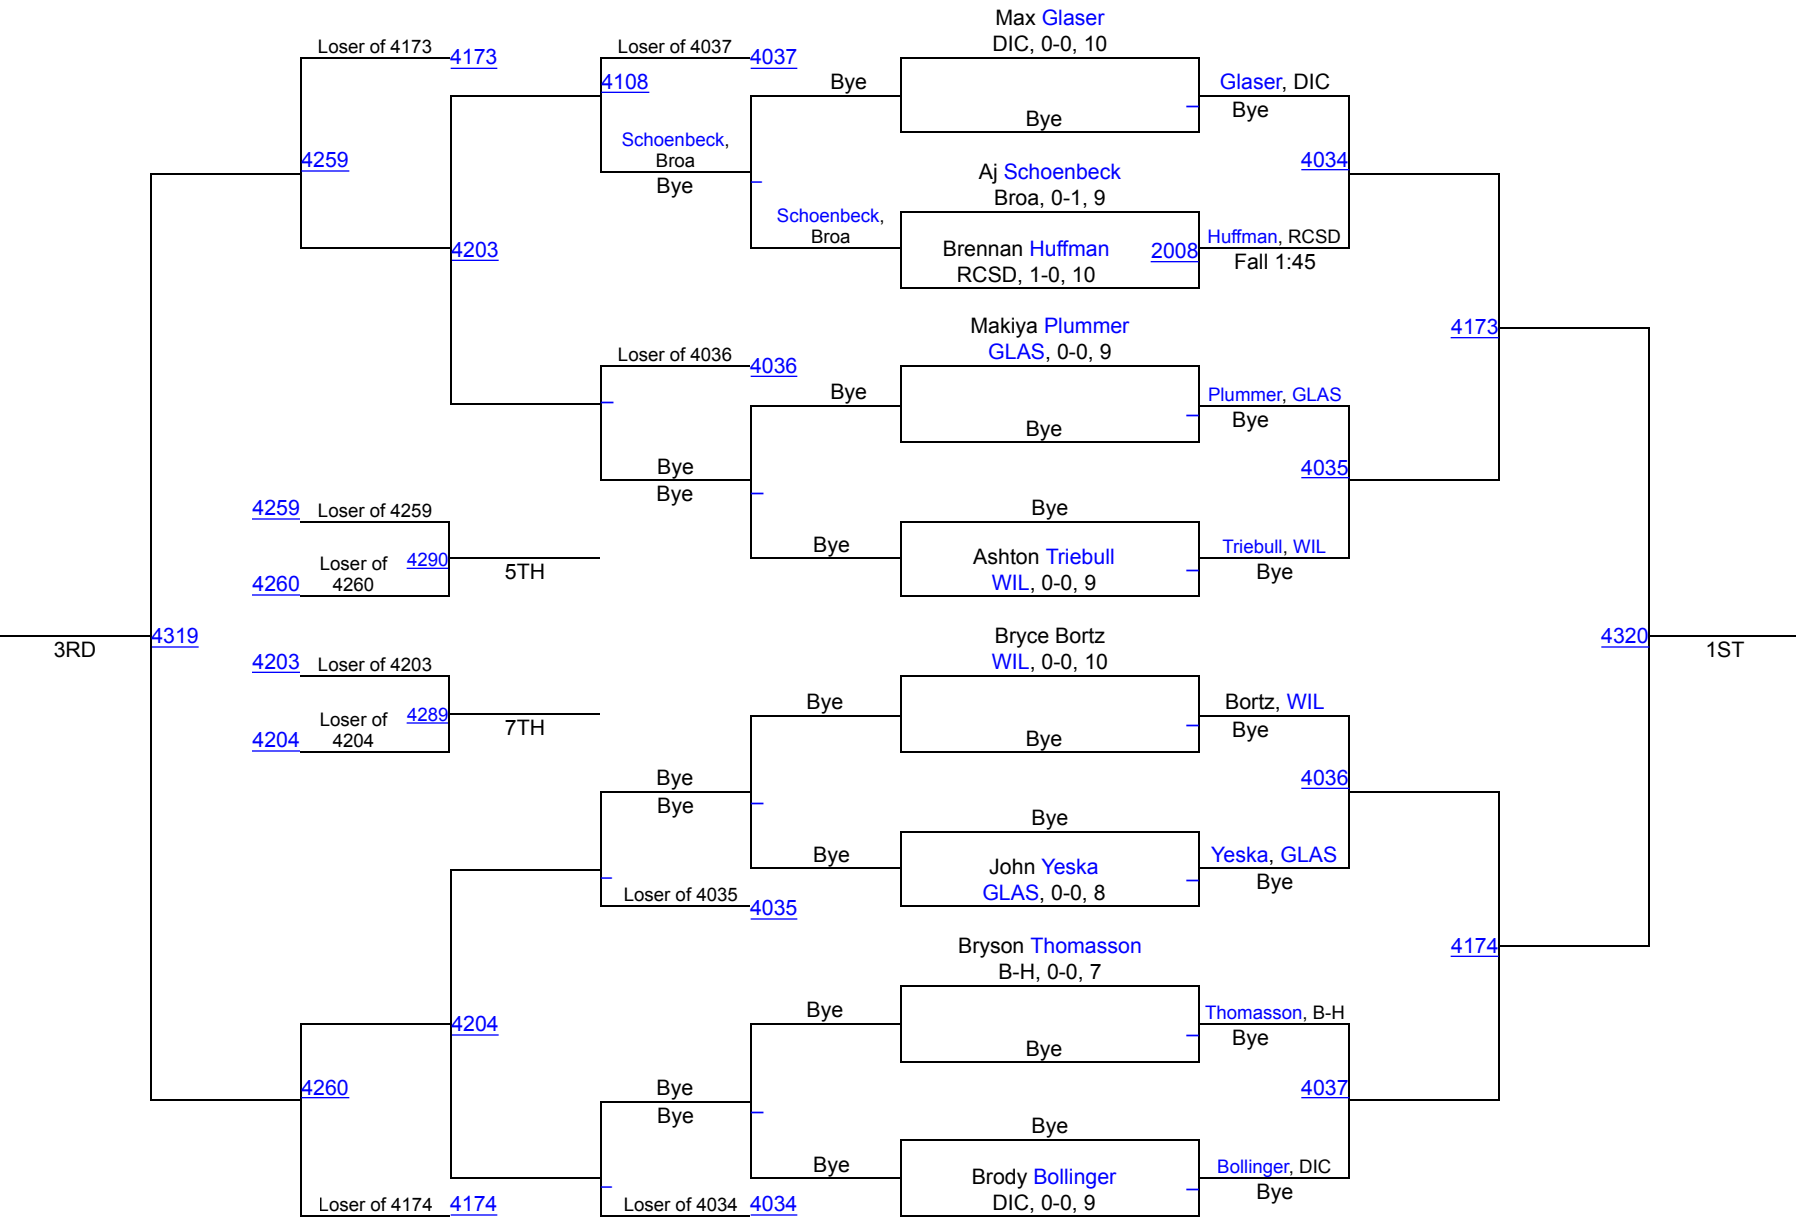 Max Glaser
DIC, 0-0, 10
Loser of 4173
4173
Loser of 4037
4037
4108
Bye
Bye
Glaser, DIC
Bye
4259
Schoenbeck,
Broa
Bye
4034
Aj Schoenbeck
Broa, 0-1, 9
4203
Schoenbeck,
Broa
Brennan Huffman
RCSD, 1-0, 10
2008
Huffman, RCSD
Fall 1:45
Makiya Plummer
GLAS, 0-0, 9
4173
Loser of 4036
4036
Bye
Bye
Plummer, GLAS
Bye
Bye
Bye
4035
4259
Loser of 4259
Bye
Bye
Ashton Triebull
WIL, 0-0, 9
Triebull, WIL
Bye
Loser of
4260
4290
4260
5TH
3RD
4319
Bryce Bortz
WIL, 0-0, 10
4320
1ST
4203
Loser of 4203
Loser of
4204
4289
4204
7TH
Bye
Bye
Bortz, WIL
Bye
Bye
Bye
4036
Bye
Bye
John Yeska
GLAS, 0-0, 8
Yeska, GLAS
Bye
Loser of 4035
4035
Bryson Thomasson
B-H, 0-0, 7
4174
4204
Bye
Bye
Thomasson, B-H
Bye
4260
Bye
Bye
4037
Bye
Bye
Brody Bollinger
DIC, 0-0, 9
Bollinger, DIC
Bye
Loser of 4174
4174
Loser of 4034
4034